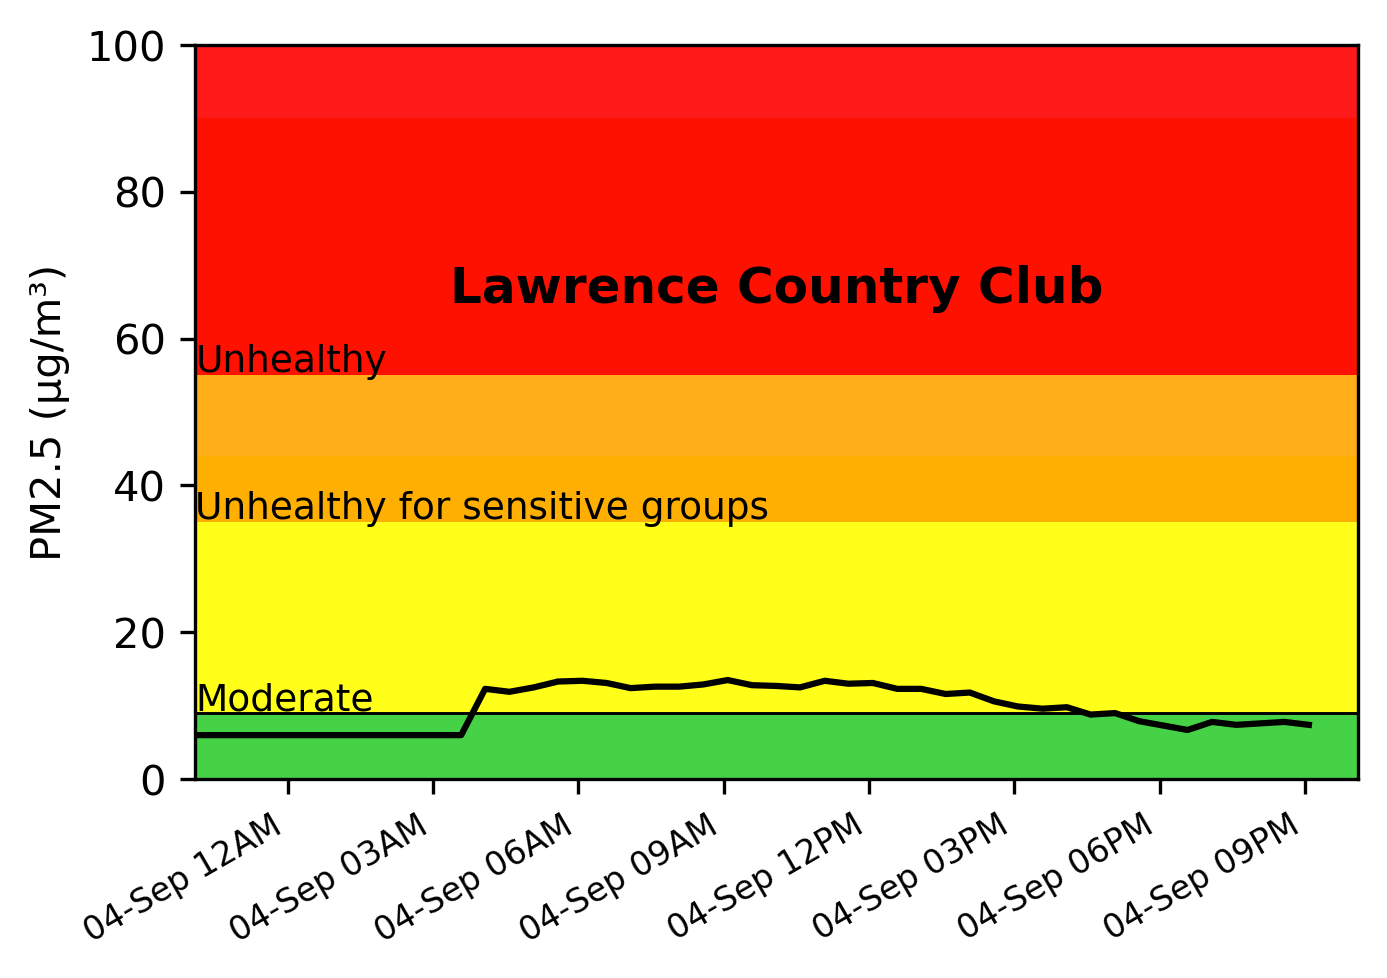 100
80
60
40
20
0
PM2.5 (µg/m³)
Lawrence Country Club
Unhealthy
Unhealthy for sensitive groups
Moderate
04-Sep 12AM
04-Sep 03AM
04-Sep 06AM
04-Sep 09AM
04-Sep 12PM
04-Sep 03PM
04-Sep 06PM
04-Sep 09PM